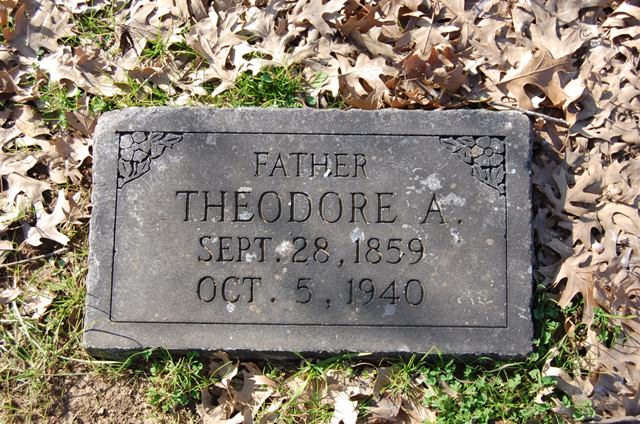 FATHER
THEODORE A.
SEPT. 28, 1859
OCT. 5, 1940